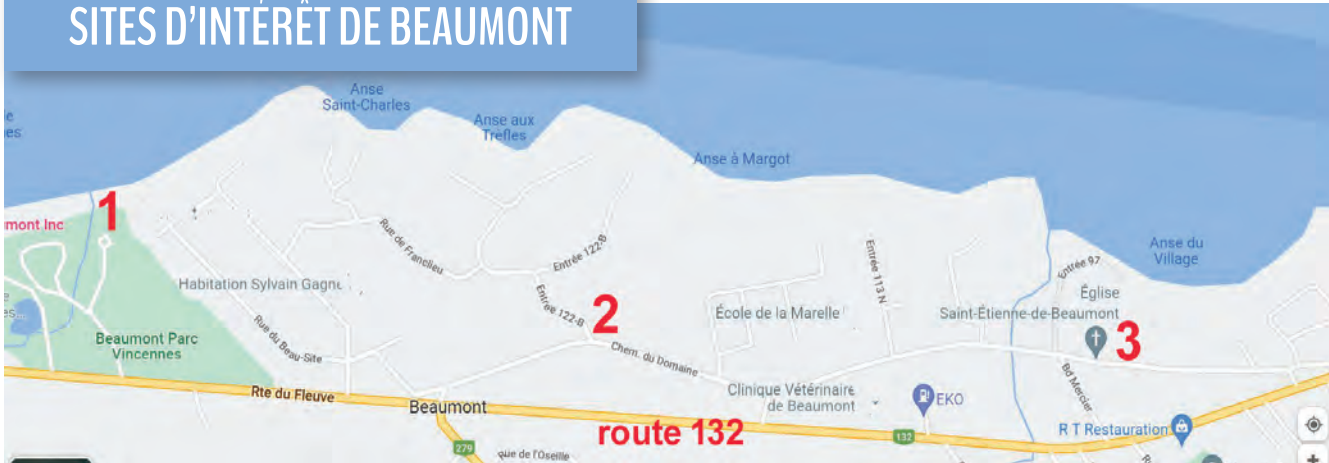 SITES D'INTÉRÊT DE BEAUMONT
Anse
Saint-Charles
Anse aux
Trèfles
Anse à Margot
1
mont Inc
Rue de Franclieu
Entrée 122-B
Entrée 113 N
Entrée 97
Anse du
Village
Habitation Sylvain Gagn
Entrée 122-B
2
École de la Marelle
Église
Saint-Étienne-de-Beaumont
3
Beaumont Parc
Vincennes
Rue du Beau-Site
Chem. du Domaine
Bd Mercier
Rte du Fleuve
Beaumont
Clinique Vétérinaire
de Beaumont
EKO
route 132
132
R T Restauration
279
que de l'Oseille